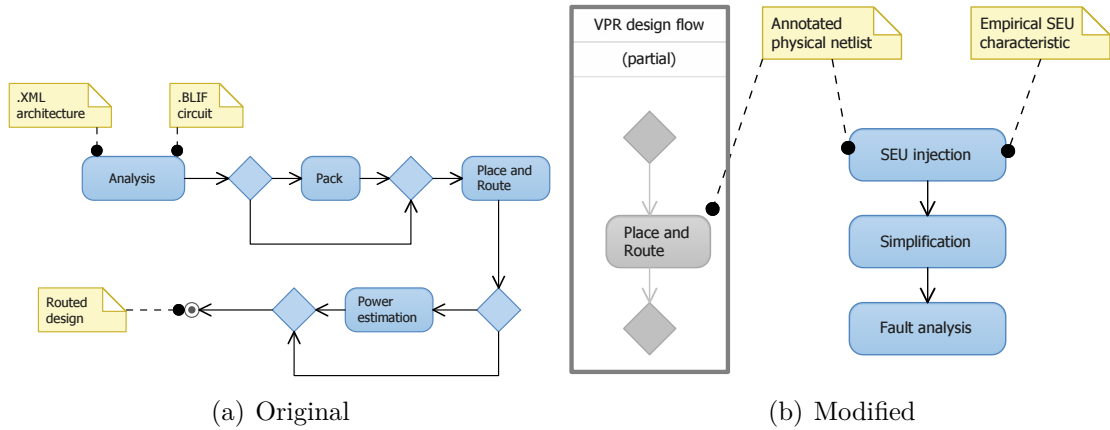 .XML
architecture
.BLIF
circuit
Analysis
Pack
Place and
Route
Routed
design
Power
estimation
(a) Original
VPR design flow
(partial)
Place and
Route
Annotated
physical netlist
Empirical SEU
characteristic
SEU injection
Simplification
Fault analysis
(b) Modified